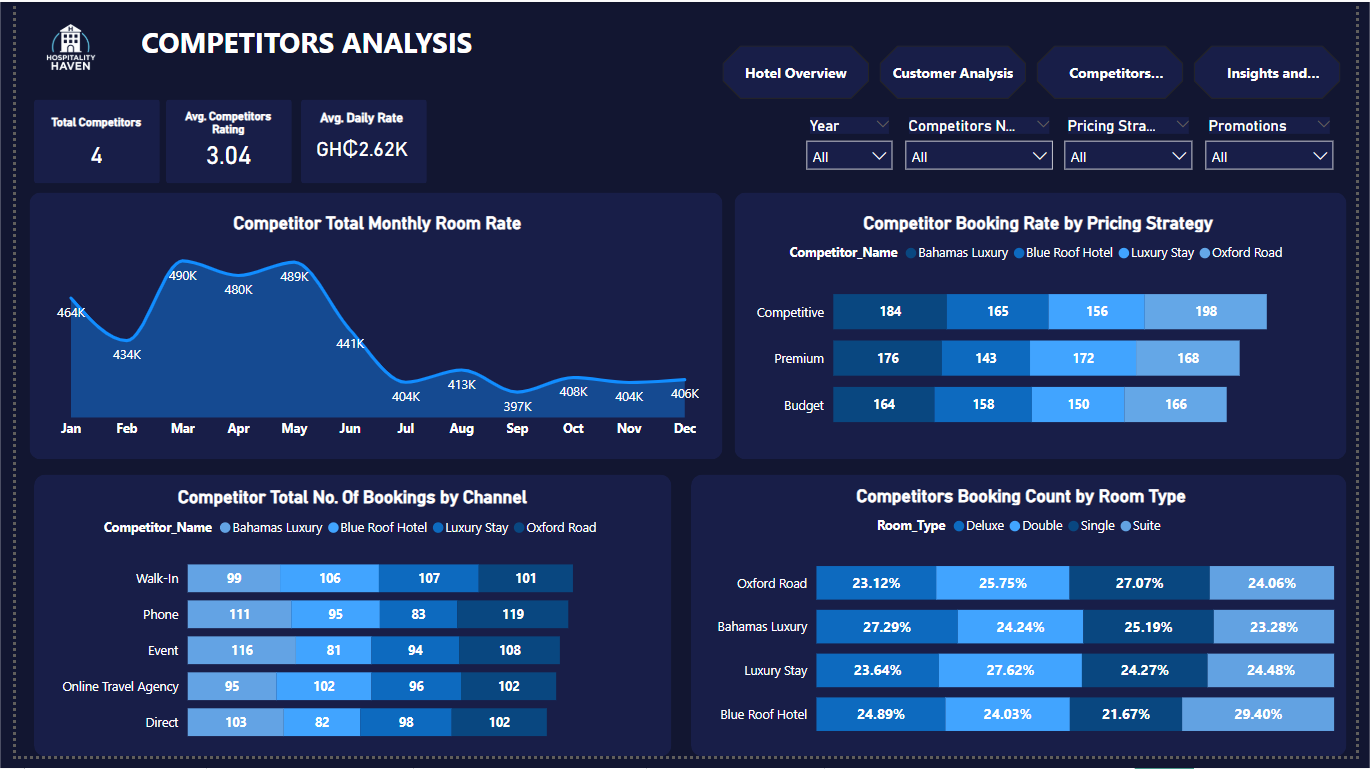 HOSPITALITY
HAVEN
COMPETITORS ANALYSIS
Hotel Overview
Customer Analysis
Competitors...
Insights and...
Total Competitors
4
Avg. Competitors
Rating
3.04
Avg. Daily Rate
GH₵2.62K
Year
All
Competitors N...
All
Pricing Stra...
All
Promotions
All
Competitor Total Monthly Room Rate
464K
434K
490K
480K
489K
441K
404K
413K
397K
408K
404K
406K
Jan Feb Mar Apr May Jun Jul Aug Sep Oct Nov Dec
Competitor Booking Rate by Pricing Strategy
Competitor_Name Bahamas Luxury Blue Roof Hotel Luxury Stay Oxford Road
Competitive 184 165 156 198
Premium 176 143 172 168
Budget 164 158 150 166
Competitor Total No. Of Bookings by Channel
Competitor_Name Bahamas Luxury Blue Roof Hotel Luxury Stay Oxford Road
Walk-In 99 106 107 101
Phone 111 95 83 119
Event 116 81 94 108
Online Travel Agency 95 102 96 102
Direct 103 82 98 102
Competitors Booking Count by Room Type
Room_Type Deluxe Double Single Suite
Oxford Road 23.12% 25.75% 27.07% 24.06%
Bahamas Luxury 27.29% 24.24% 25.19% 23.28%
Luxury Stay 23.64% 27.62% 24.27% 24.48%
Blue Roof Hotel 24.89% 24.03% 21.67% 29.40%